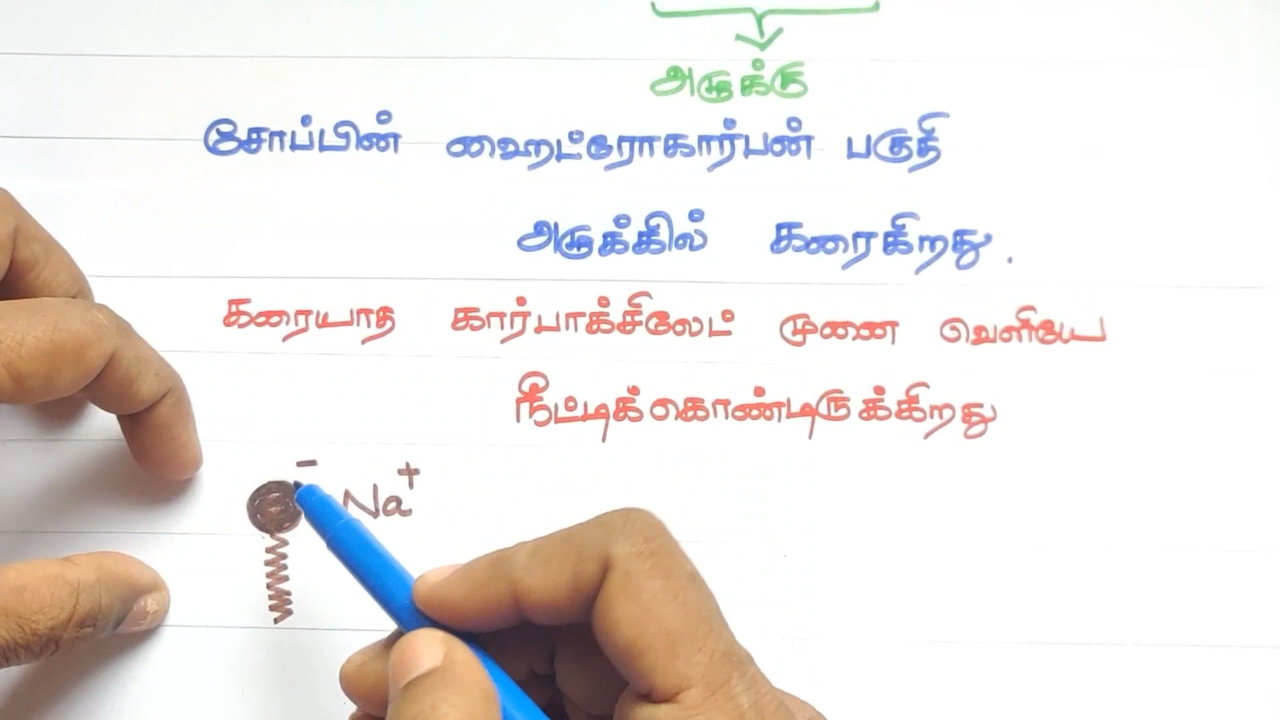 அழுக்கு
சோப்பின் ஹைட்ரோகார்பன் பகுதி
அழுக்கில் கரைகிறது.
கரையாத கார்பாக்சிலேட் முனை வெளியே
நீட்டிக்கொண்டிருக்கிறது
- Na+